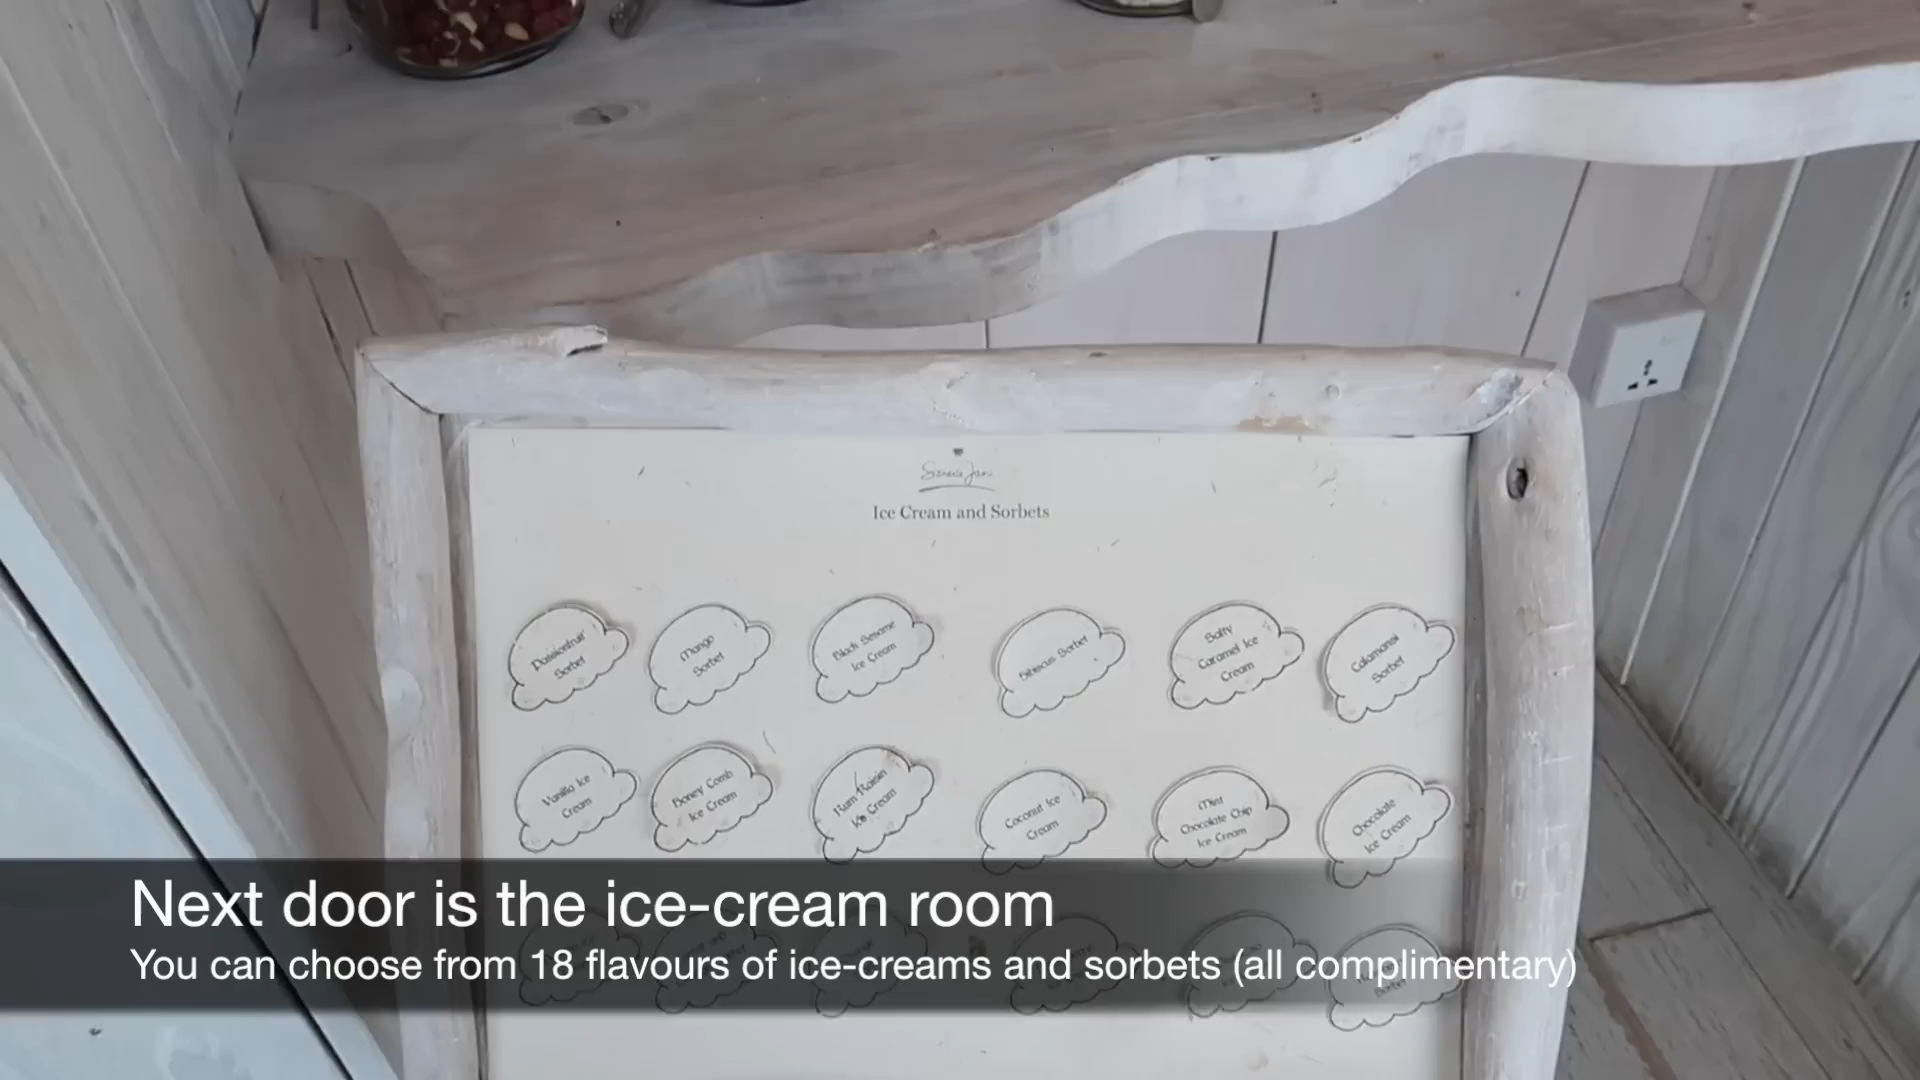 Ice Cream and Sorbets
Passionfruit
Sorbet
Mango
Sorbet
Black Sesame
Ice Cream
Hibiscus Sorbet
Salty
Caramel Ice
Cream
Calamansi
Sorbet
Vanilla Ice
Cream
Honey Comb
Ice Cream
Rum Raisin
Ice Cream
Coconut Ice
Cream
Mint
Chocolate Chip
Ice Cream
Chocolate
Ice Cream
Next door is the ice-cream room
You can choose from 18 flavours of ice-creams and sorbets (all complimentary)